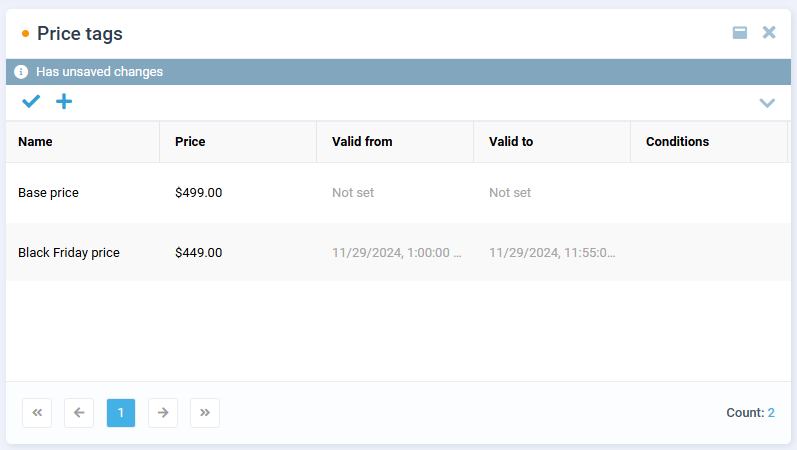 Price tags
Has unsaved changes
Name Price Valid from Valid to Conditions
Base price $499.00 Not set Not set
Black Friday price $449.00 11/29/2024, 1:00:00 ... 11/29/2024, 11:55:0...
1
Count: 2